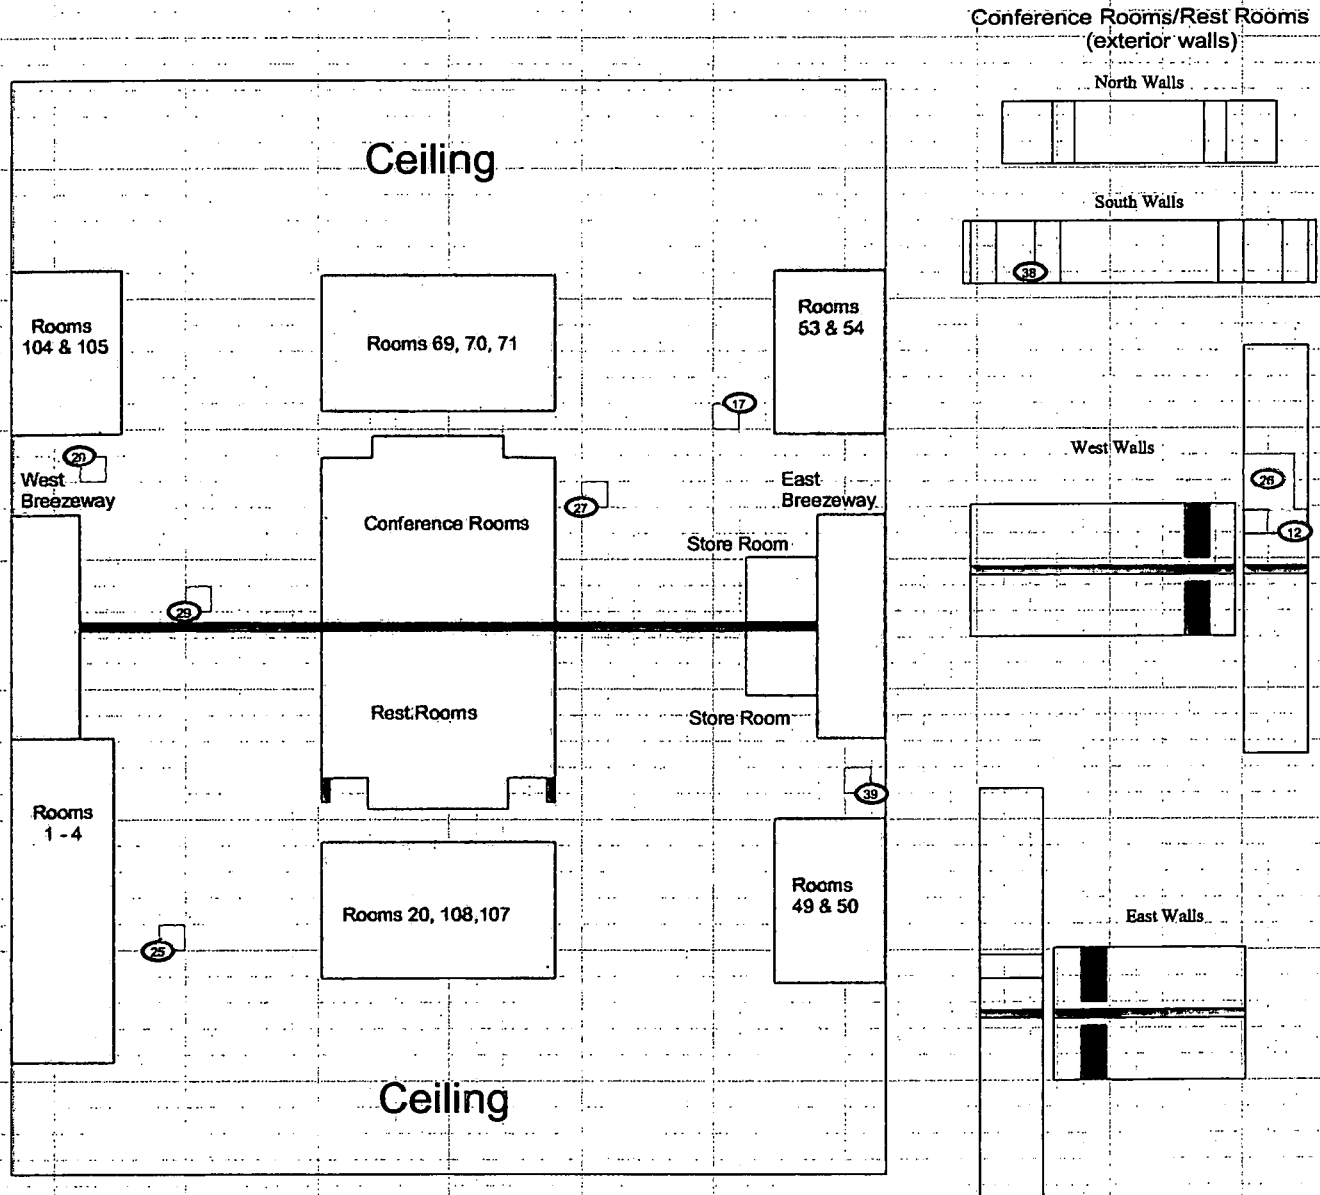 Conference Rooms/Rest Rooms
(exterior walls)
North Walls
Ceiling
South Walls
38
Rooms
104 & 105
Rooms 69, 70, 71
Rooms
53 & 54
17
20
West
Breezeway
East
Breezeway
27
Conference Rooms
Store Room
West Walls
26
12
29
Rest Rooms
Store Room
39
Rooms
1 - 4
Rooms
49 & 50
Rooms 20, 108,107
25
East Walls
Ceiling